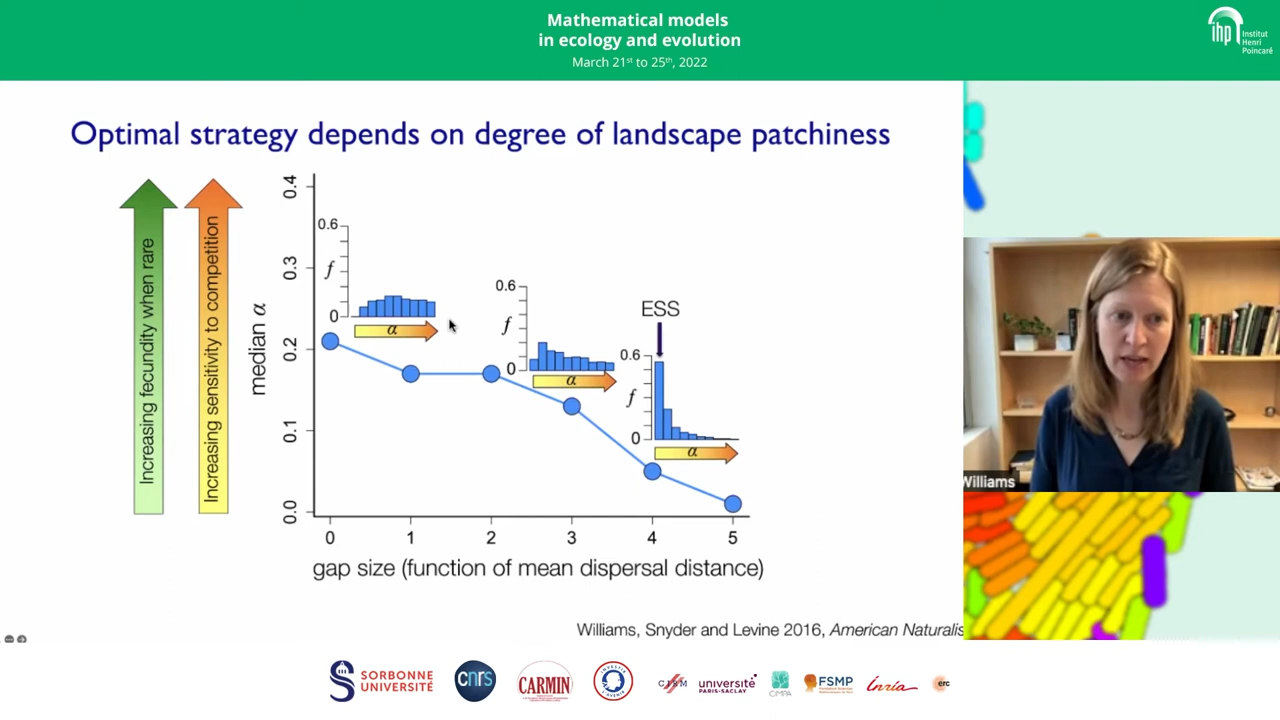 Mathematical models
in ecology and evolution
March 21st to 25th, 2022
ihp Institut
Henri
Poincaré
Optimal strategy depends on degree of landscape patchiness
Increasing fecundity when rare
Increasing sensitivity to competition
median α
0.4
0.3
0.2
0.1
0.0
0.6
f
0
α
0.6
f
0
α
ESS
0.6
f
0
α
0 1 2 3 4 5
gap size (function of mean dispersal distance)
Williams, Snyder and Levine 2016, American Naturalis
Williams
SORBONNE
UNIVERSITÉ
cnrs
CARMIN
université
PARIS-SACLAY
CIMPA
FSMP
inria
erc